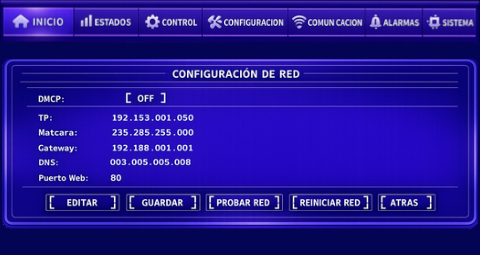 INICIO ESTADOS CONTROL CONFIGURACION COMUN CACION ALARMAS SISTEMA
CONFIGURACIÓN DE RED
DMCP: [ OFF ]
TP: 192.153.001.050
Matcara: 235.285.255.000
Gateway: 192.188.001.001
DNS: 003.005.005.008
Puerto Web: 80
[ EDITAR ] [ GUARDAR ] [ PROBAR RED ] [ REINICIAR RED ] [ ATRAS ]